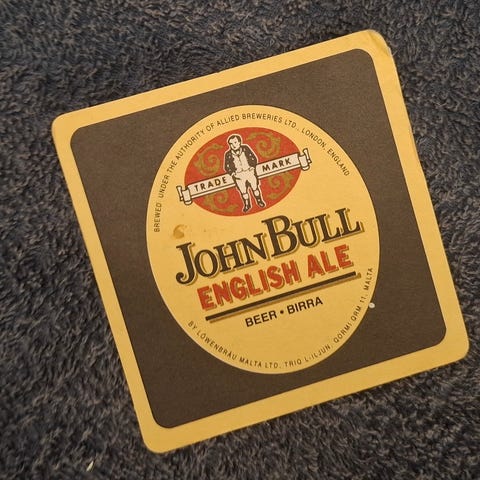 BREWED UNDER THE AUTHORITY OF ALLIED BREWERIES LTD., LONDON, ENGLAND
TRADE MARK
JOHN BULL
ENGLISH ALE
BEER • BIRRA
BY LÖWENBRÄU MALTA LTD., TRIQ L-ILJUN, QORMI QRM 11, MALTA